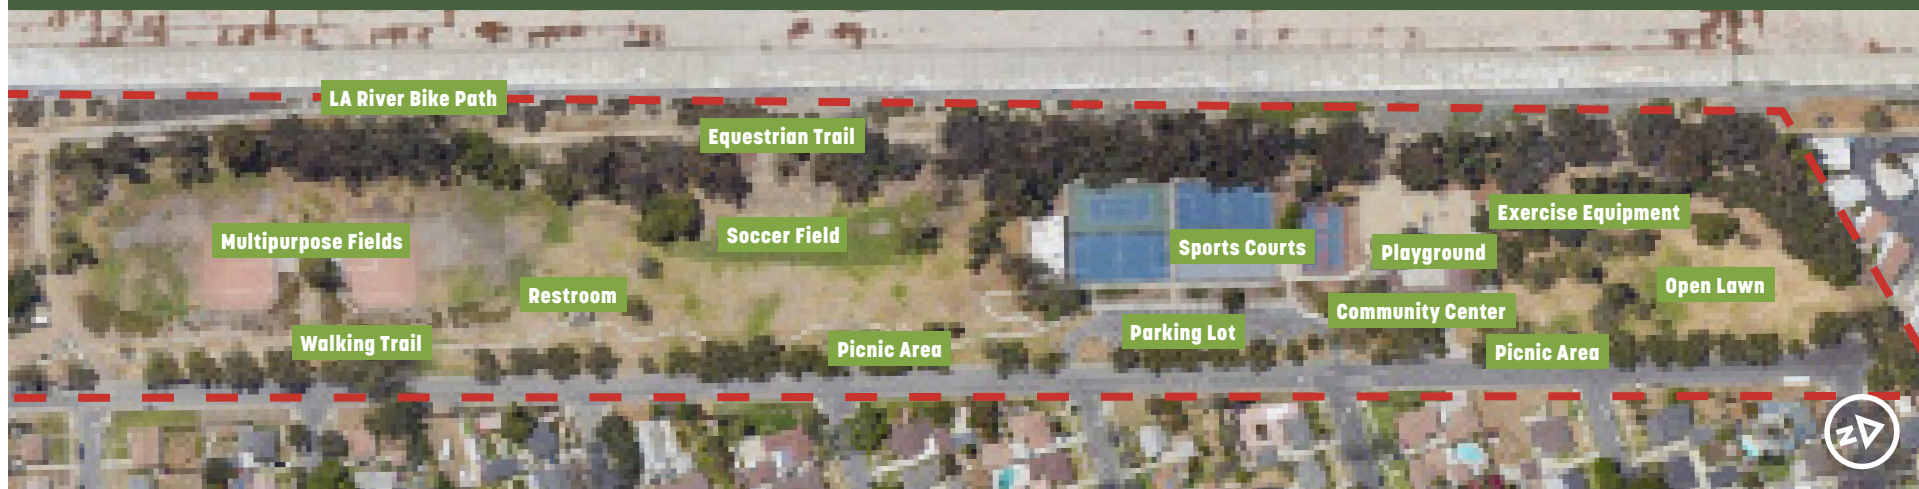 LA River Bike Path
Equestrian Trail
Exercise Equipment
Multipurpose Fields
Soccer Field
Sports Courts
Playground
Restroom
Open Lawn
Community Center
Walking Trail
Parking Lot
Picnic Area
Picnic Area
N